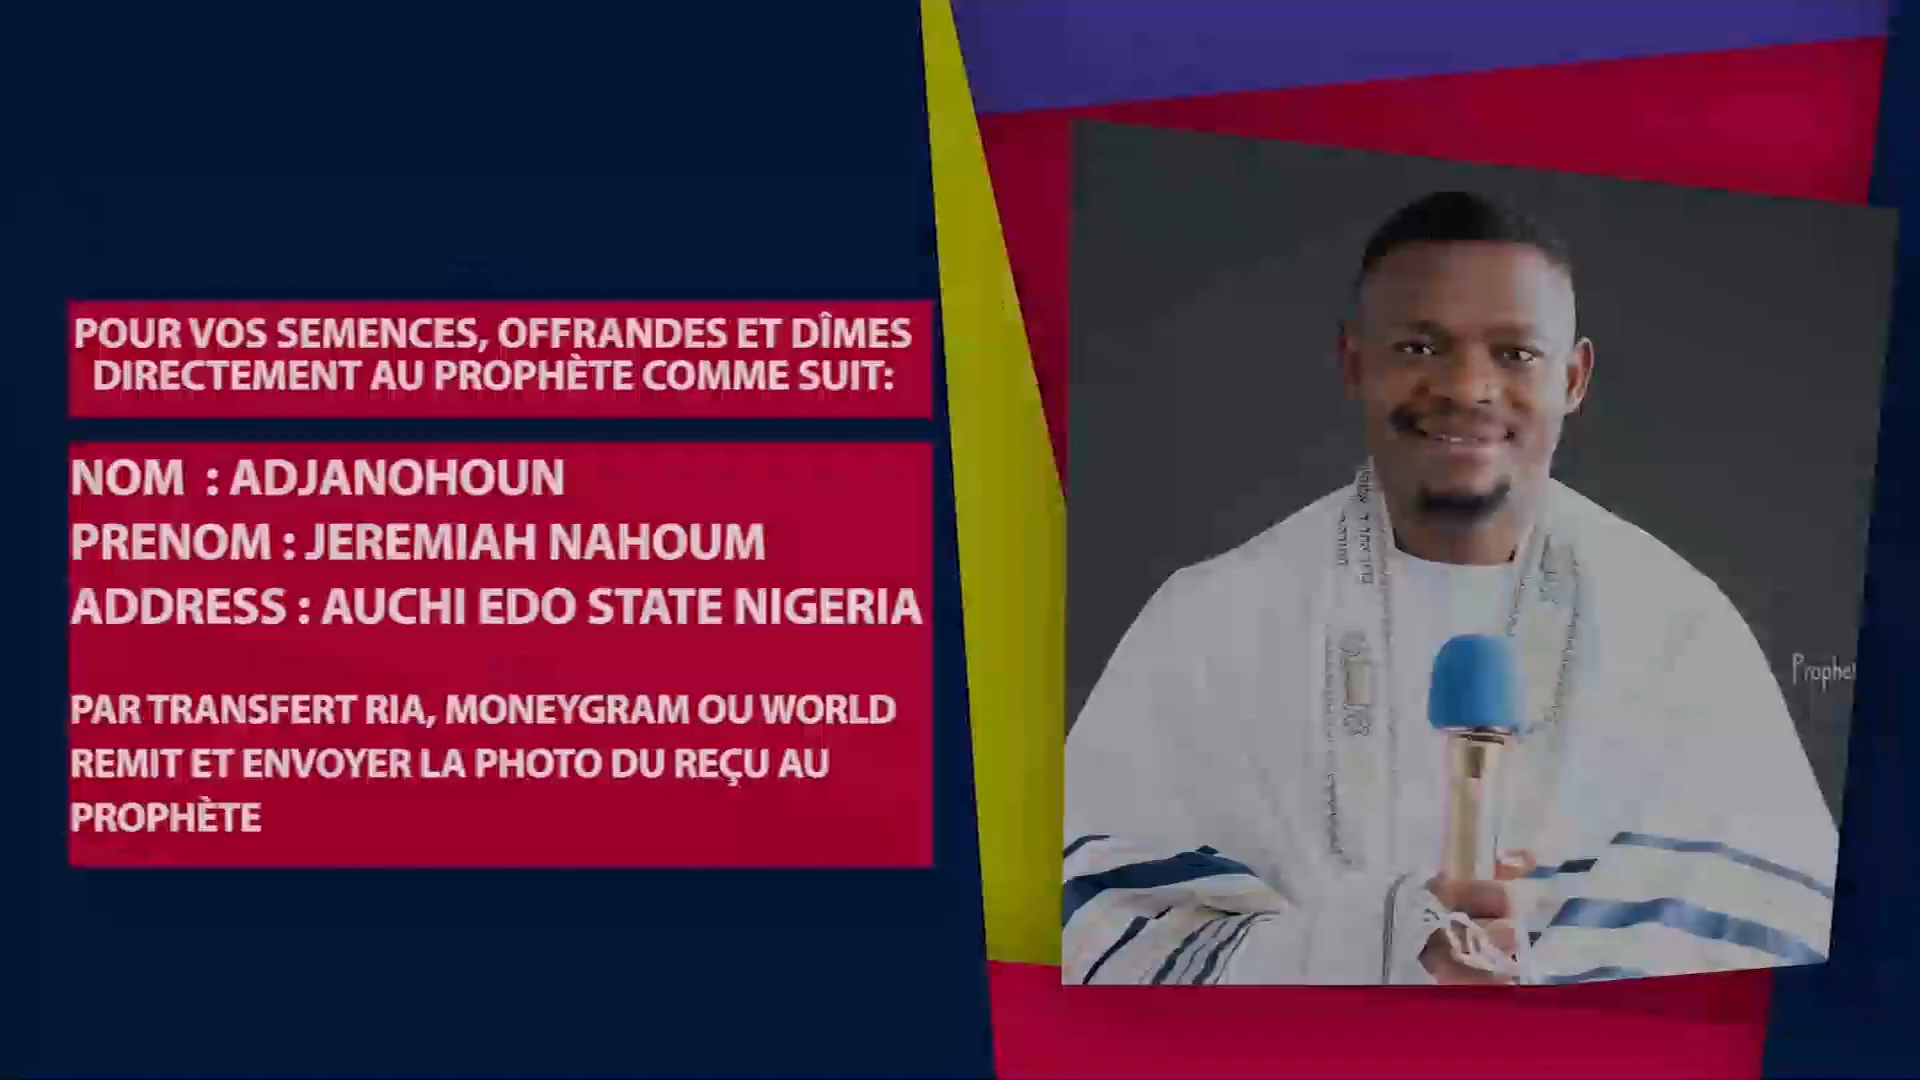 POUR VOS SEMENCES, OFFRANDES ET DÎMES
DIRECTEMENT AU PROPHÈTE COMME SUIT:
NOM : ADJANOHOUN
PRENOM : JEREMIAH NAHOUM
ADDRESS : AUCHI EDO STATE NIGERIA
PAR TRANSFERT RIA, MONEYGRAM OU WORLD
REMIT ET ENVOYER LA PHOTO DU REÇU AU
PROPHÈTE
Prophet